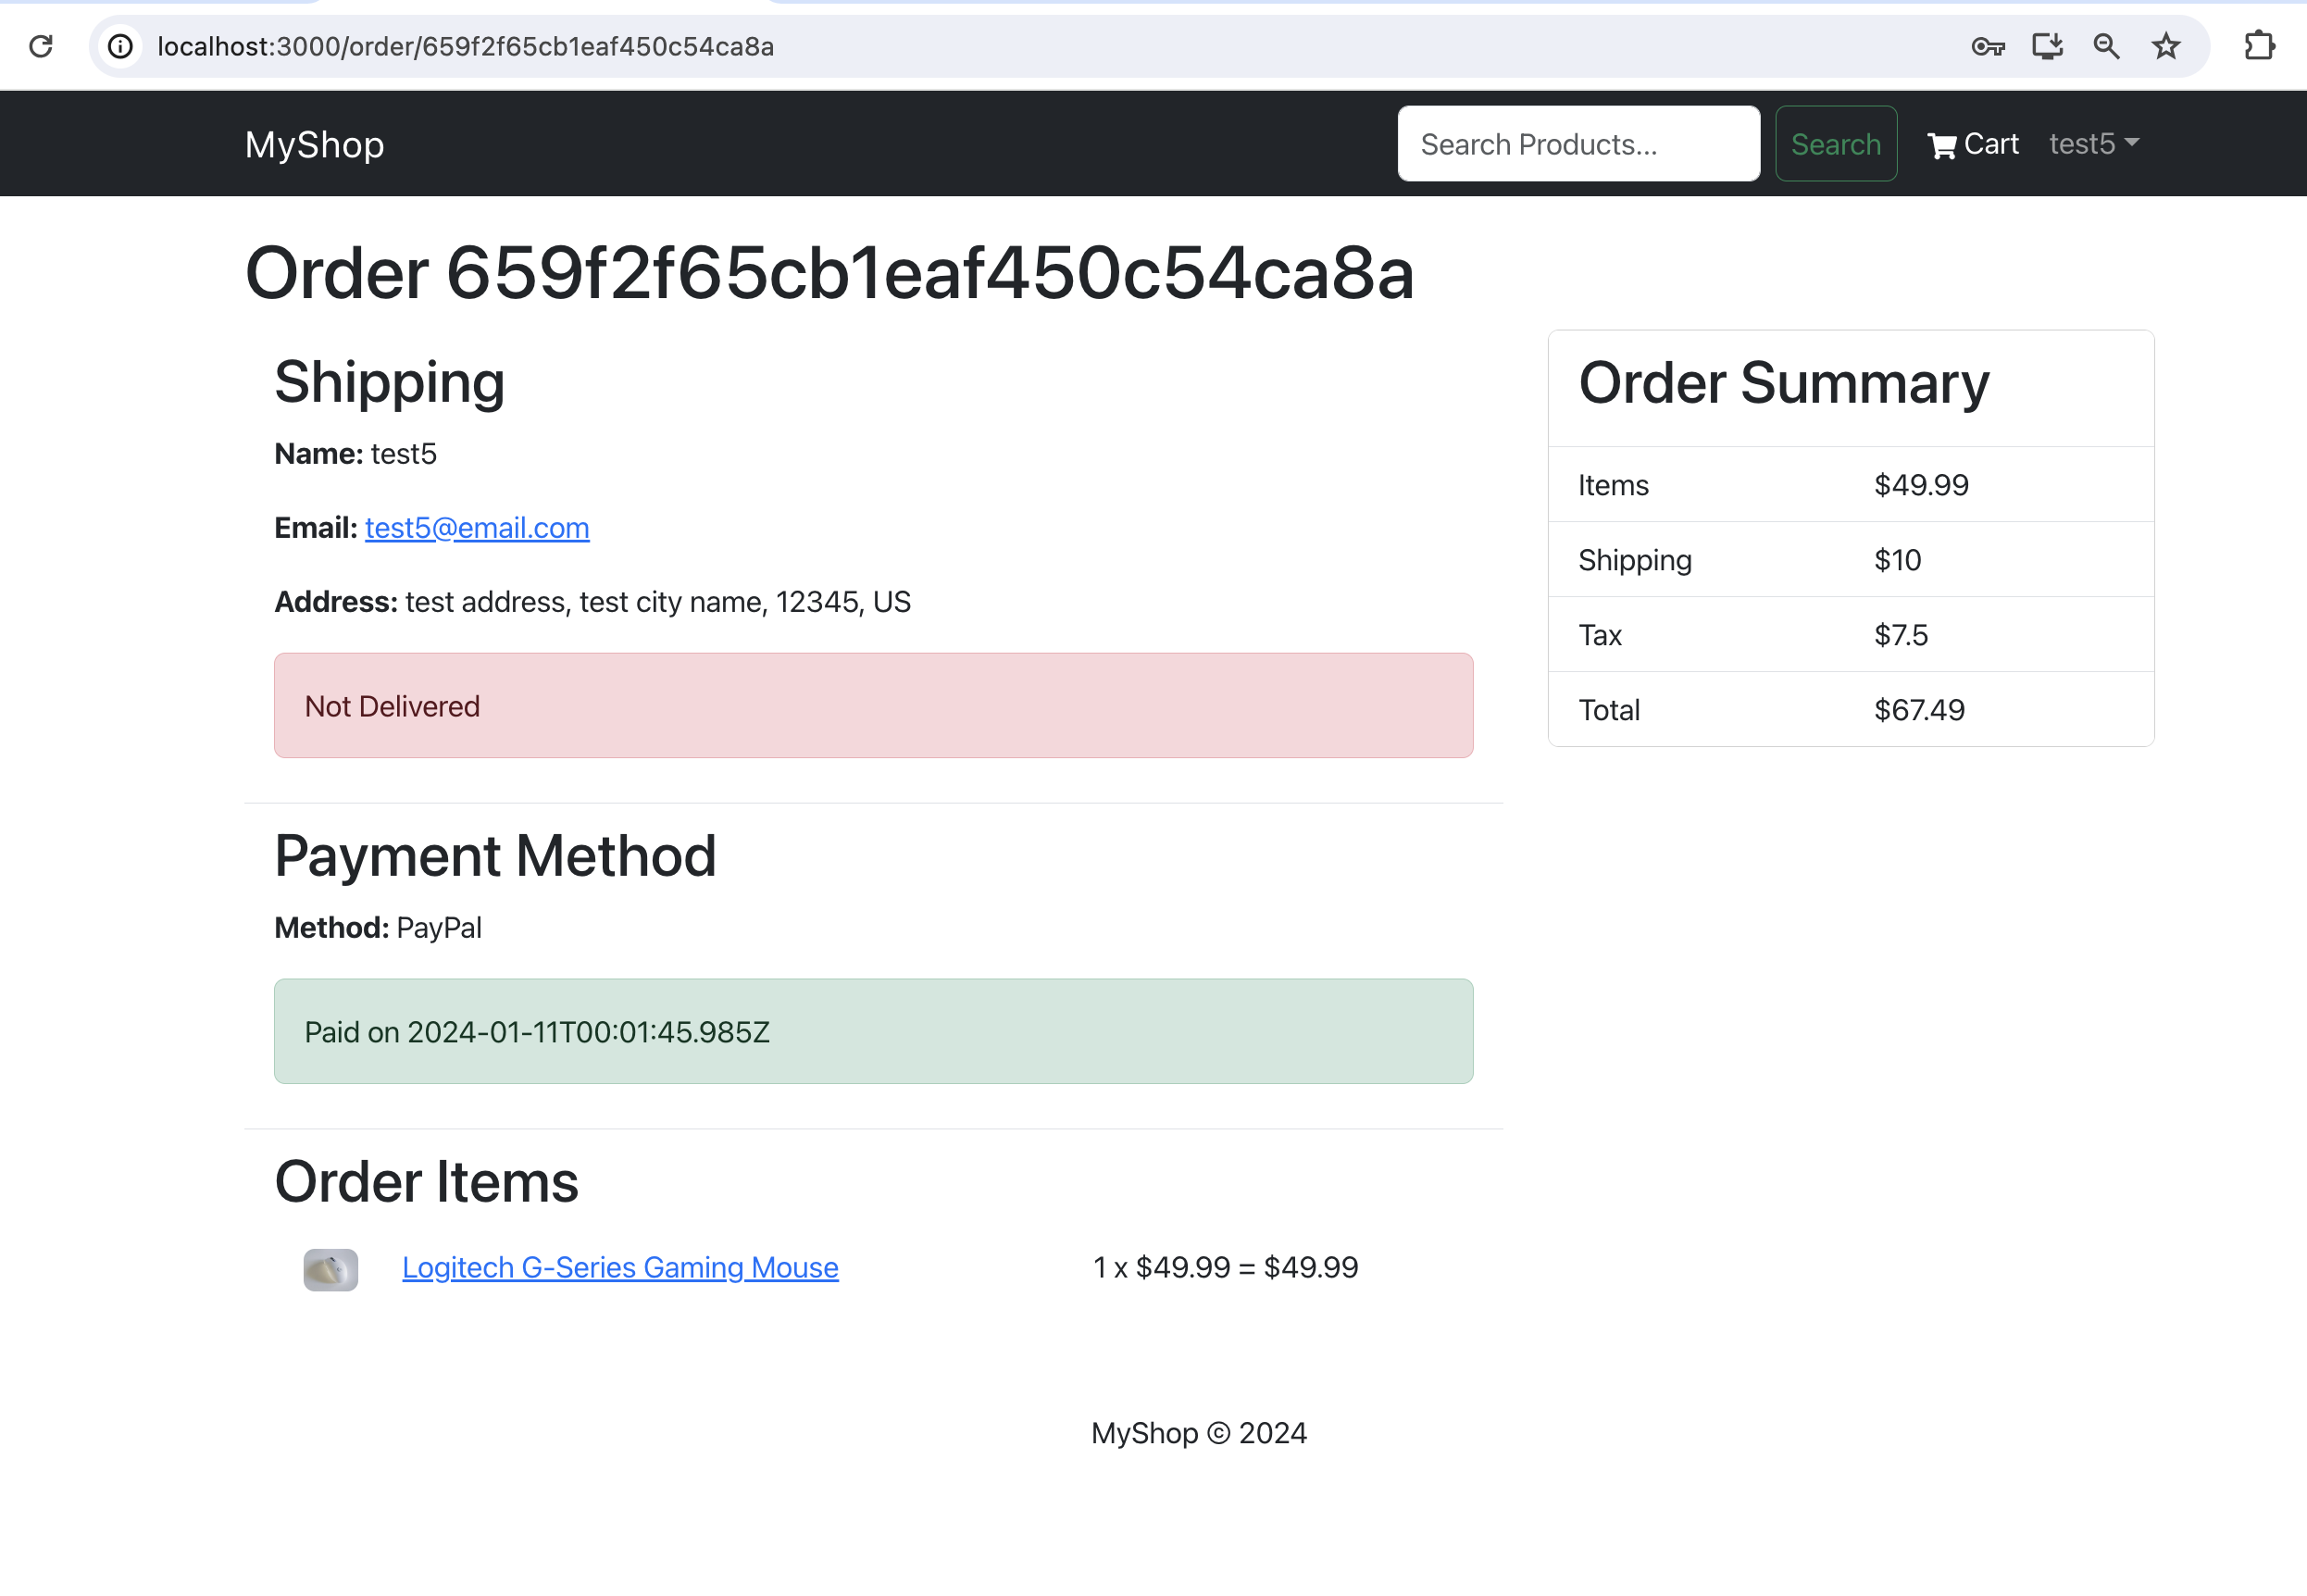 localhost:3000/order/659f2f65cb1eaf450c54ca8a
MyShop
Search Products...
Search
Cart
test5
Order 659f2f65cb1eaf450c54ca8a
Shipping
Name: test5
Email: test5@email.com
Address: test address, test city name, 12345, US
Not Delivered
Payment Method
Method: PayPal
Paid on 2024-01-11T00:01:45.985Z
Order Items
Logitech G-Series Gaming Mouse
1 x $49.99 = $49.99
Order Summary
Items $49.99
Shipping $10
Tax $7.5
Total $67.49
MyShop © 2024